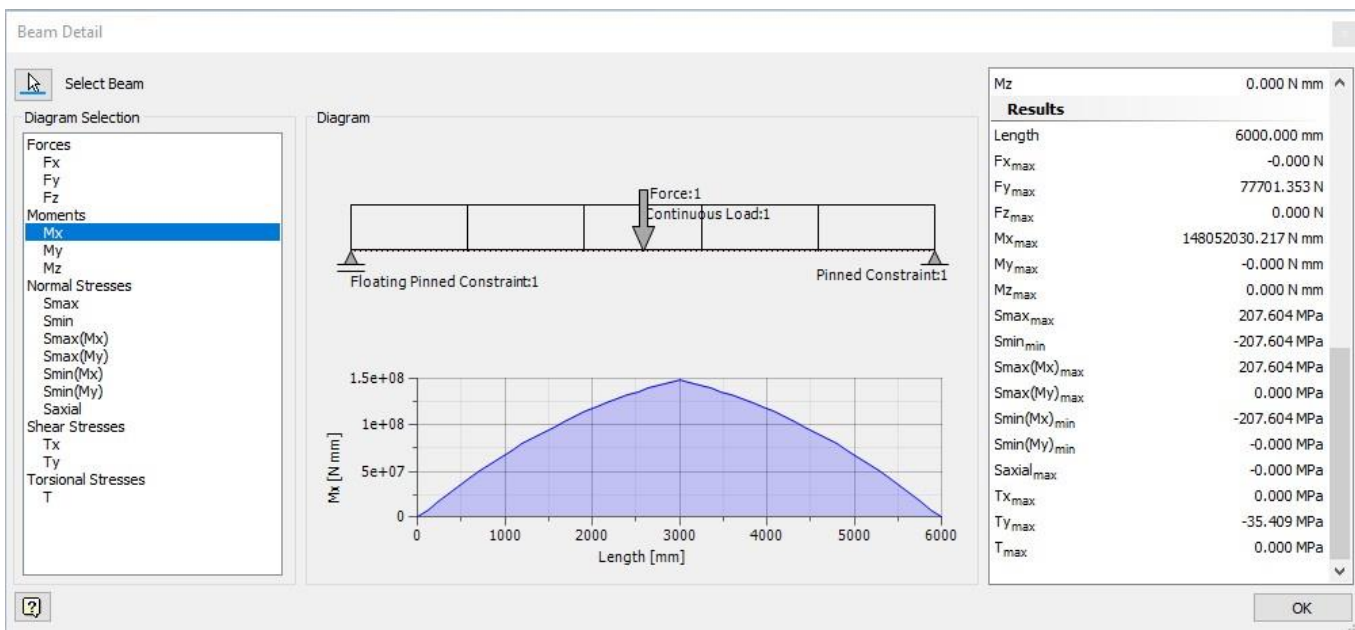 Beam Detail
Select Beam
Diagram Selection
Forces
Fx
Fy
Fz
Moments
Mx
My
Mz
Normal Stresses
Smax
Smin
Smax(Mx)
Smax(My)
Smin(Mx)
Smin(My)
Saxial
Shear Stresses
Tx
Ty
Torsional Stresses
T
Diagram
Force:1
Continuous Load:1
Floating Pinned Constraint:1
Pinned Constraint:1
Mx [N mm]
1.5e+08
1e+08
5e+07
0
0 1000 2000 3000 4000 5000 6000
Length [mm]
Mz 0.000 N mm
Results
Length 6000.000 mm
Fxmax -0.000 N
Fymax 77701.353 N
Fzmax 0.000 N
Mxmax 148052030.217 N mm
Mymax -0.000 N mm
Mzmax 0.000 N mm
Smaxmax 207.604 MPa
Sminmin -207.604 MPa
Smax(Mx)max 207.604 MPa
Smax(My)max 0.000 MPa
Smin(Mx)min -207.604 MPa
Smin(My)min -0.000 MPa
Saxialmax -0.000 MPa
Txmax 0.000 MPa
Tymax -35.409 MPa
Tmax 0.000 MPa
?
OK